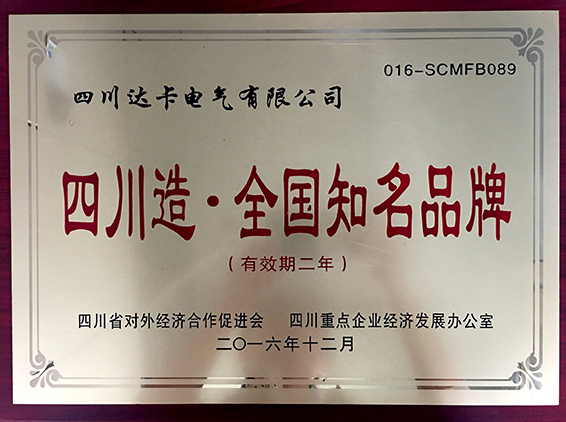 016-SCMFB089
四川达卡电气有限公司
四川造·全国知名品牌
(有效期二年)
四川省对外经济合作促进会 四川重点企业经济发展办公室
二〇一六年十二月